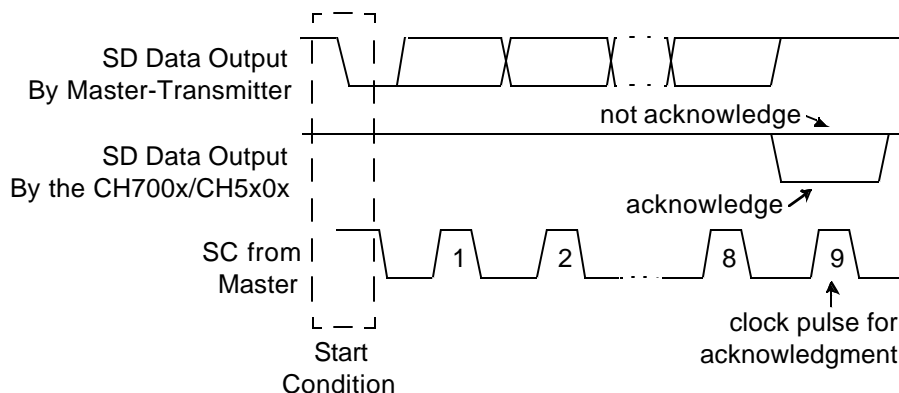 SD Data Output
By Master-Transmitter
not acknowledge
SD Data Output
By the CH700x/CH5x0x
acknowledge
SC from
Master
1
2
8
9
clock pulse for
acknowledgment
Start
Condition